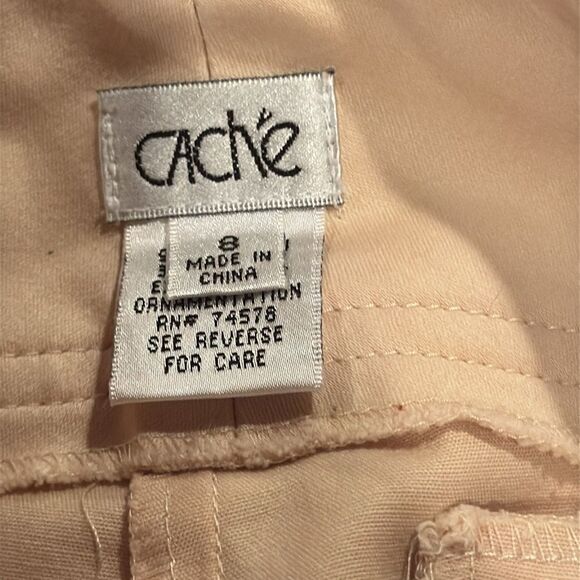 CAChé
8
MADE IN
CHINA
ORNAMENTATION
RN# 74578
SEE REVERSE
FOR CARE